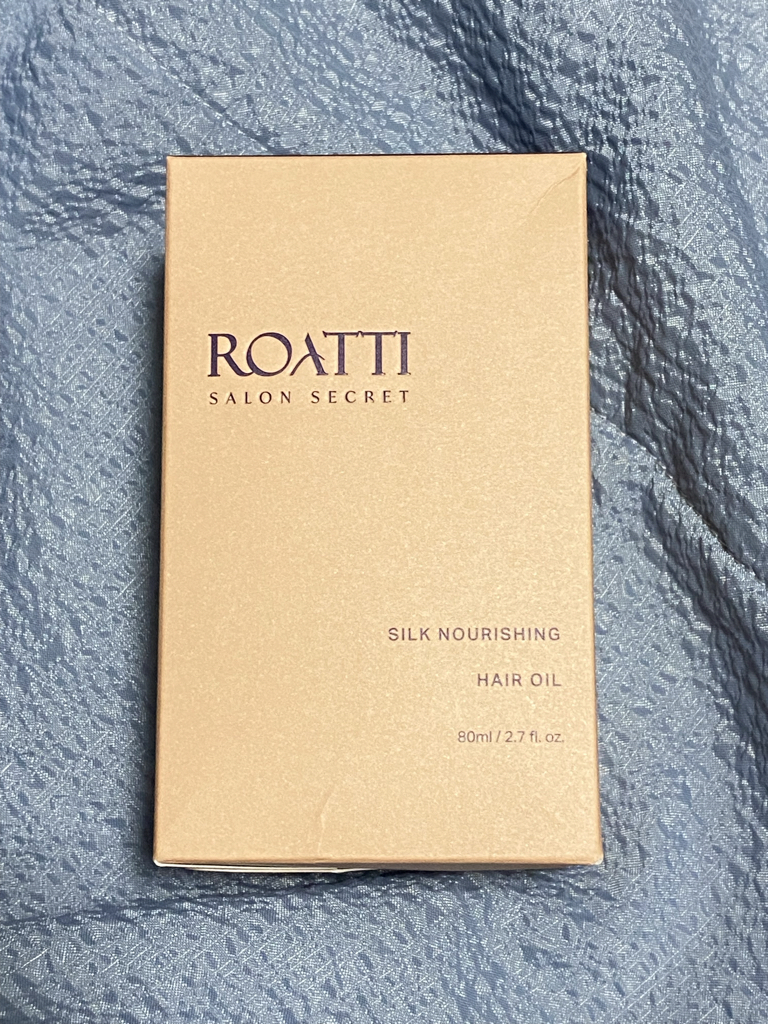 ROATTI
SALON SECRET
SILK NOURISHING
HAIR OIL
80ml / 2.7 fl. oz.